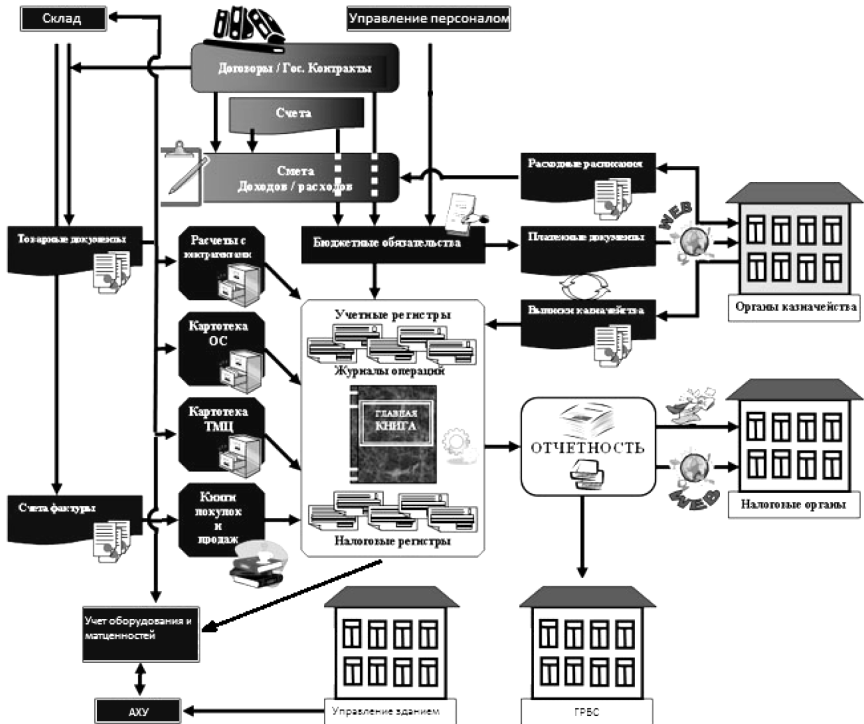 Склад
Управление персоналом
Договоры / Гос. Контракты
Счета
Смета
Доходов / расходов
Расходные расписания
Товарные документы
Расчеты с
контрагентами
Бюджетные обязательства
Платежные документы
WEB
Органы казначейства
Учетные регистры
Выписки казначейства
Картотека
ОС
Журналы операций
ГЛАВНАЯ
КНИГА
Картотека
ТМЦ
ОТЧЕТНОСТЬ
WEB
Налоговые органы
Счета фактуры
Книги
покупок
и
продаж
Налоговые регистры
Учет оборудования и
матценностей
АХУ
Управление зданием
ГРБС